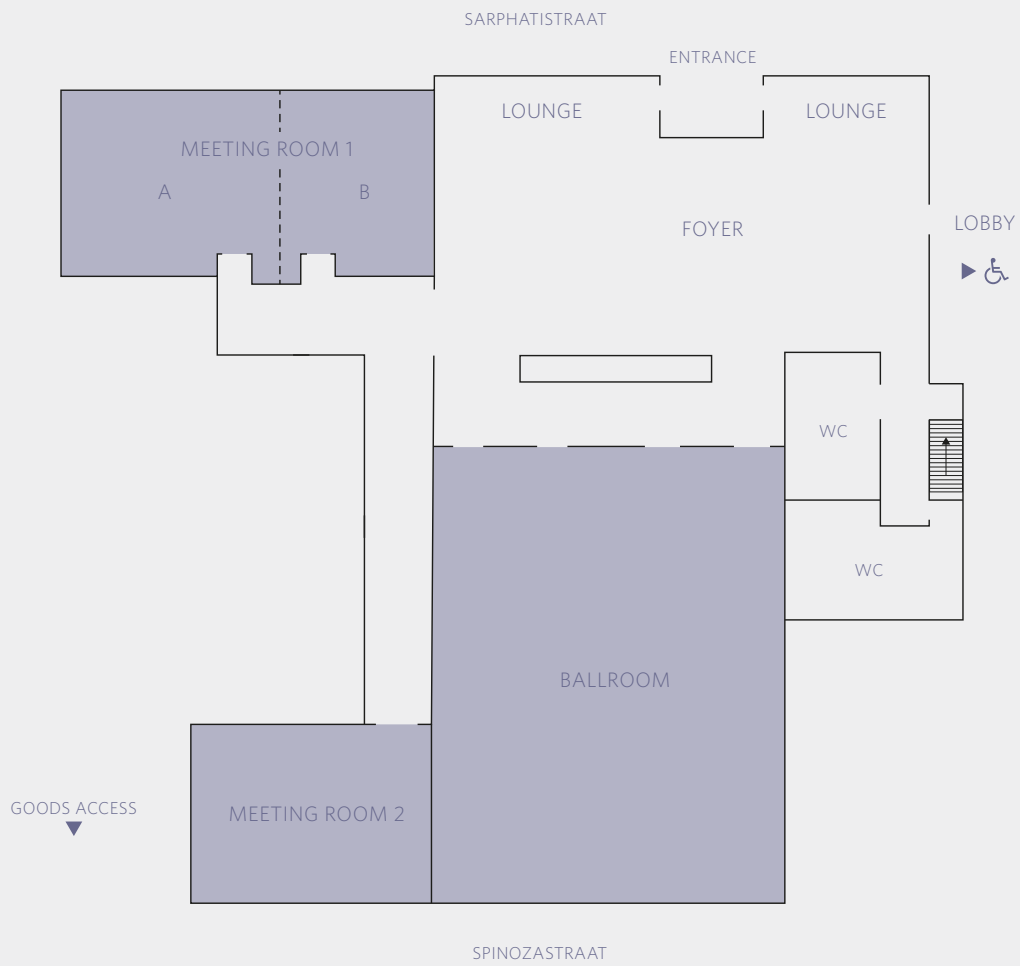 SARPHATISTRAAT
ENTRANCE
LOUNGE
LOUNGE
MEETING ROOM 1
A
B
FOYER
LOBBY
WC
WC
BALLROOM
GOODS ACCESS
MEETING ROOM 2
SPINOZASTRAAT